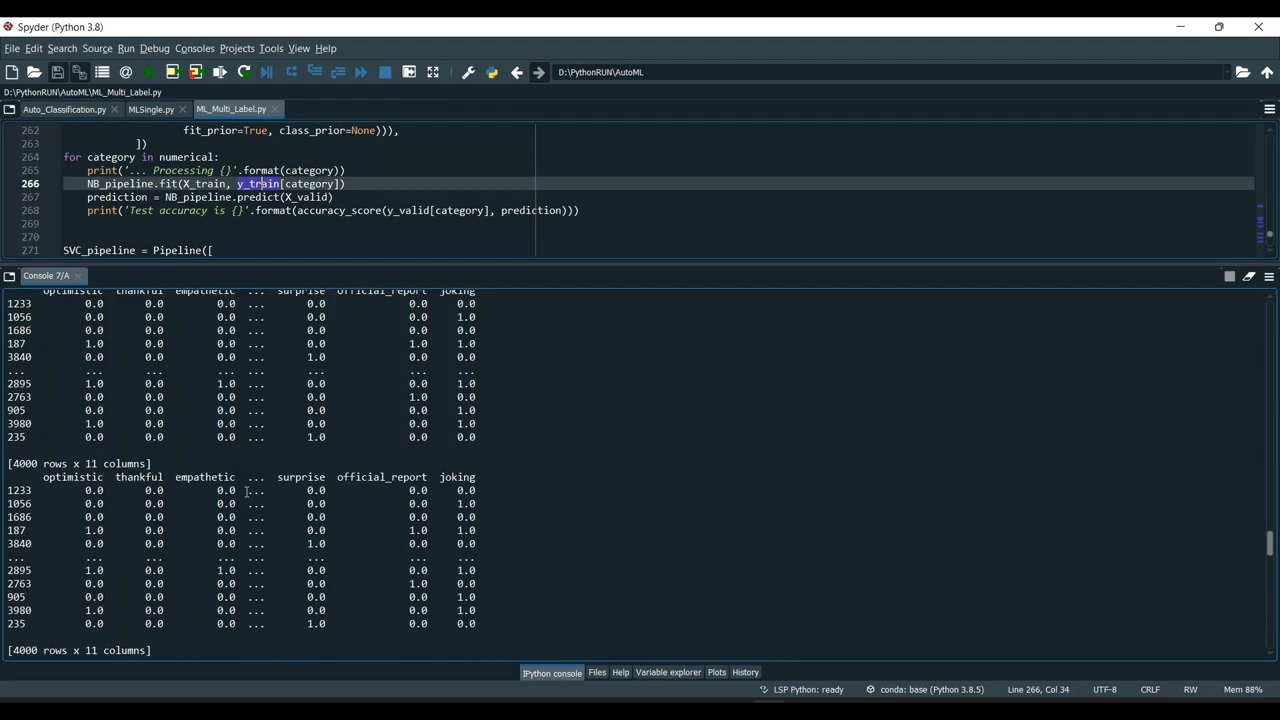 Spyder (Python 3.8)
File Edit Search Source Run Debug Consoles Projects Tools View Help
D:\PythonRUN\AutoML
D:\PythonRUN\AutoML\ML_Multi_Label.py
Auto_Classification.py MLSingle.py ML_Multi_Label.py
262 fit_prior=True, class_prior=None))),
263 ])
264 for category in numerical:
265 print('... Processing {}'.format(category))
266 NB_pipeline.fit(X_train, y_train[category])
267 prediction = NB_pipeline.predict(X_valid)
268 print('Test accuracy is {}'.format(accuracy_score(y_valid[category], prediction)))
269
270
271 SVC_pipeline = Pipeline([
Console 7/A
optimistic thankful empathetic ... surprise official_report joking
1233 0.0 0.0 0.0 ... 0.0 0.0 0.0
1056 0.0 0.0 0.0 ... 0.0 0.0 1.0
1686 0.0 0.0 0.0 ... 0.0 0.0 0.0
187 1.0 0.0 0.0 ... 0.0 1.0 1.0
3840 0.0 0.0 0.0 ... 1.0 0.0 0.0
... ... ... ... ... ... ... ...
2895 1.0 0.0 1.0 ... 0.0 0.0 1.0
2763 0.0 0.0 0.0 ... 0.0 1.0 0.0
905 0.0 0.0 0.0 ... 0.0 0.0 1.0
3980 1.0 0.0 0.0 ... 0.0 0.0 1.0
235 0.0 0.0 0.0 ... 1.0 0.0 0.0
[4000 rows x 11 columns]
optimistic thankful empathetic ... surprise official_report joking
1233 0.0 0.0 0.0 ... 0.0 0.0 0.0
1056 0.0 0.0 0.0 ... 0.0 0.0 1.0
1686 0.0 0.0 0.0 ... 0.0 0.0 0.0
187 1.0 0.0 0.0 ... 0.0 1.0 1.0
3840 0.0 0.0 0.0 ... 1.0 0.0 0.0
... ... ... ... ... ... ... ...
2895 1.0 0.0 1.0 ... 0.0 0.0 1.0
2763 0.0 0.0 0.0 ... 0.0 1.0 0.0
905 0.0 0.0 0.0 ... 0.0 0.0 1.0
3980 1.0 0.0 0.0 ... 0.0 0.0 1.0
235 0.0 0.0 0.0 ... 1.0 0.0 0.0
[4000 rows x 11 columns]
IPython console Files Help Variable explorer Plots History
LSP Python: ready conda: base (Python 3.8.5) Line 266, Col 34 UTF-8 CRLF RW Mem 88%